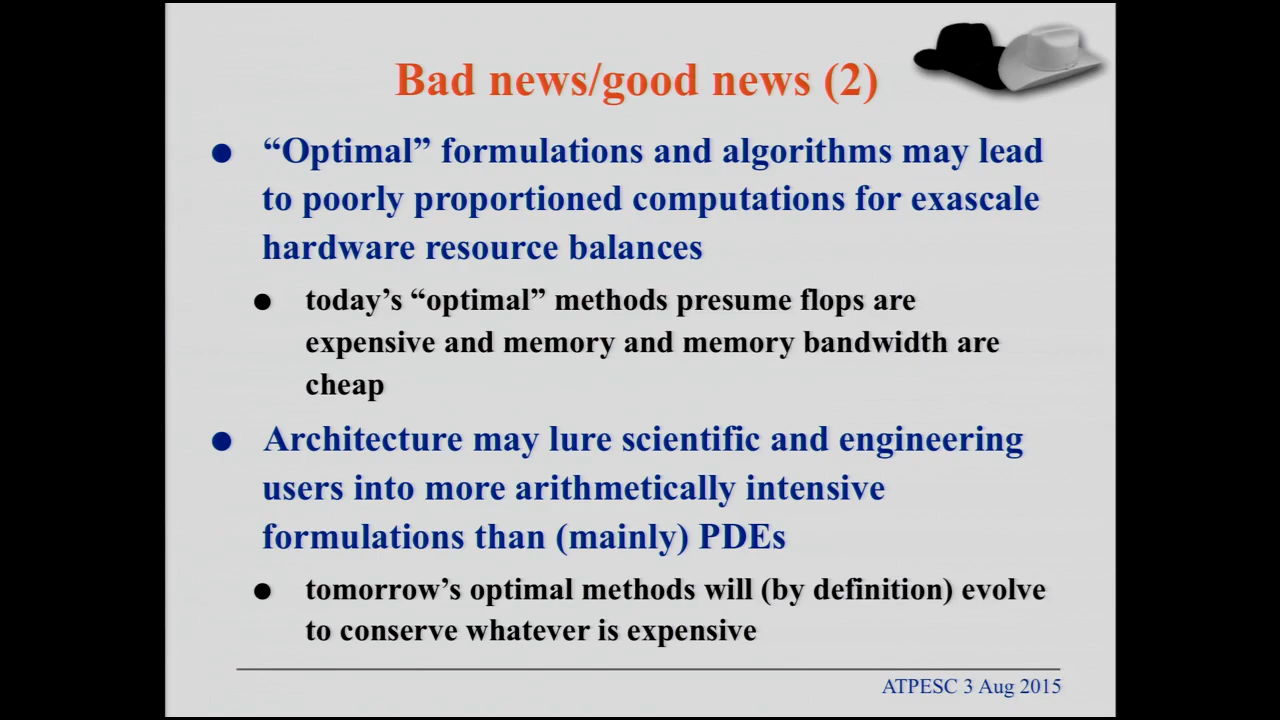 Bad news/good news (2)
● “Optimal” formulations and algorithms may lead
to poorly proportioned computations for exascale
hardware resource balances
● today’s “optimal” methods presume flops are
expensive and memory and memory bandwidth are
cheap
● Architecture may lure scientific and engineering
users into more arithmetically intensive
formulations than (mainly) PDEs
● tomorrow’s optimal methods will (by definition) evolve
to conserve whatever is expensive
ATPESC 3 Aug 2015